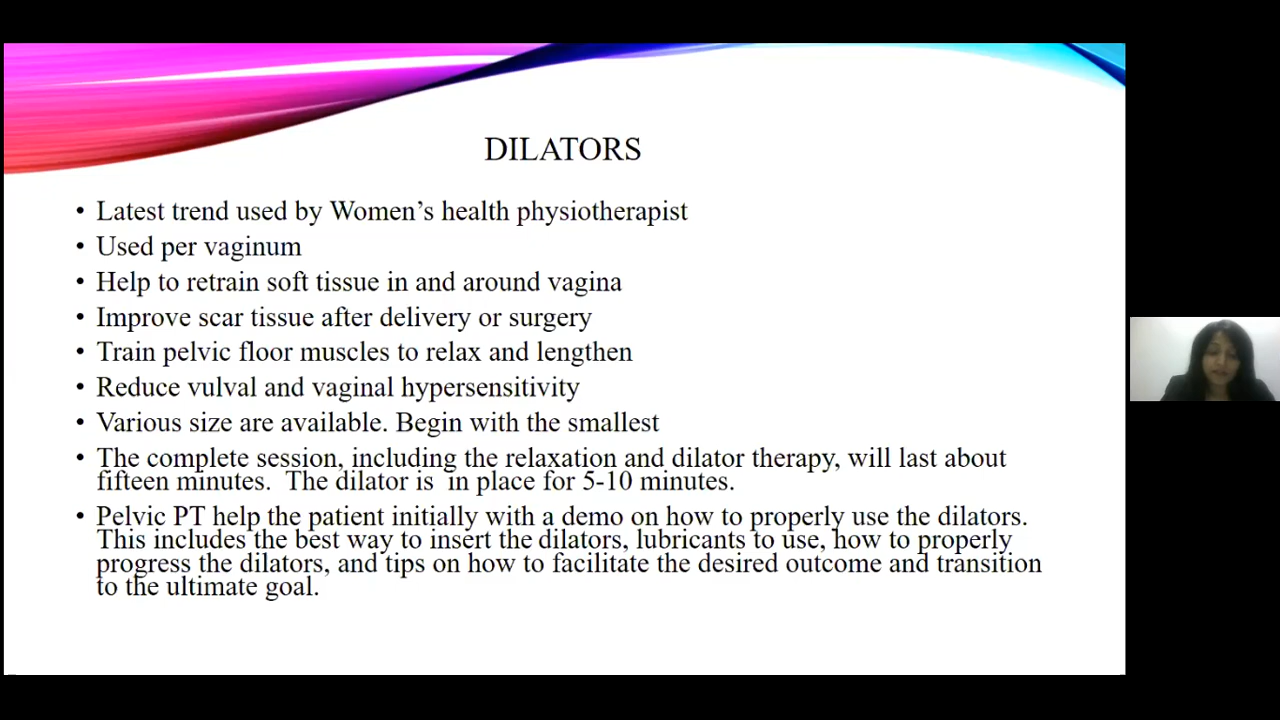 DILATORS
• Latest trend used by Women's health physiotherapist
• Used per vaginum
• Help to retrain soft tissue in and around vagina
• Improve scar tissue after delivery or surgery
• Train pelvic floor muscles to relax and lengthen
• Reduce vulval and vaginal hypersensitivity
• Various size are available. Begin with the smallest
• The complete session, including the relaxation and dilator therapy, will last about
fifteen minutes.  The dilator is  in place for 5-10 minutes.
• Pelvic PT help the patient initially with a demo on how to properly use the dilators.
This includes the best way to insert the dilators, lubricants to use, how to properly
progress the dilators, and tips on how to facilitate the desired outcome and transition
to the ultimate goal.